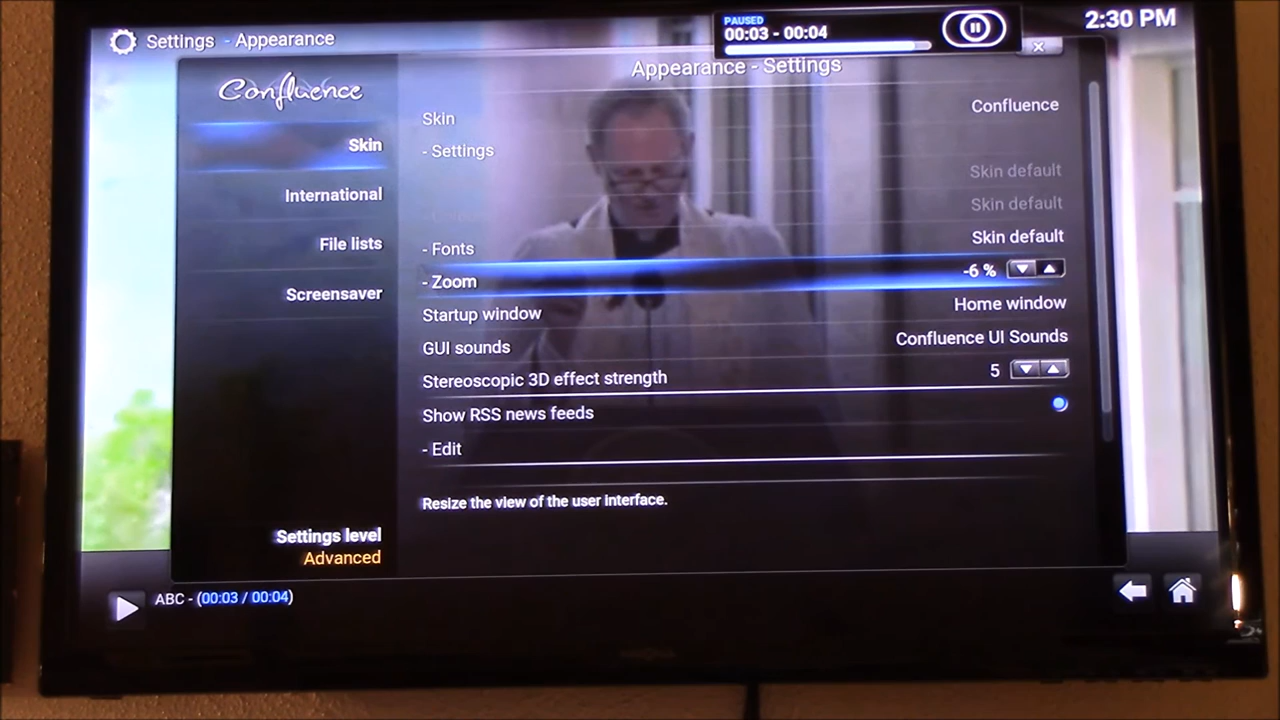 Settings - Appearance
PAUSED
00:03 - 00:04
2:30 PM
Appearance - Settings
Confluence
Skin
International
File lists
Screensaver
Settings level
Advanced
Skin Confluence
- Settings
Skin default
Skin default
- Fonts Skin default
- Zoom -6 %
Startup window Home window
GUI sounds Confluence UI Sounds
Stereoscopic 3D effect strength 5
Show RSS news feeds
- Edit
Resize the view of the user interface.
ABC - (00:03 / 00:04)